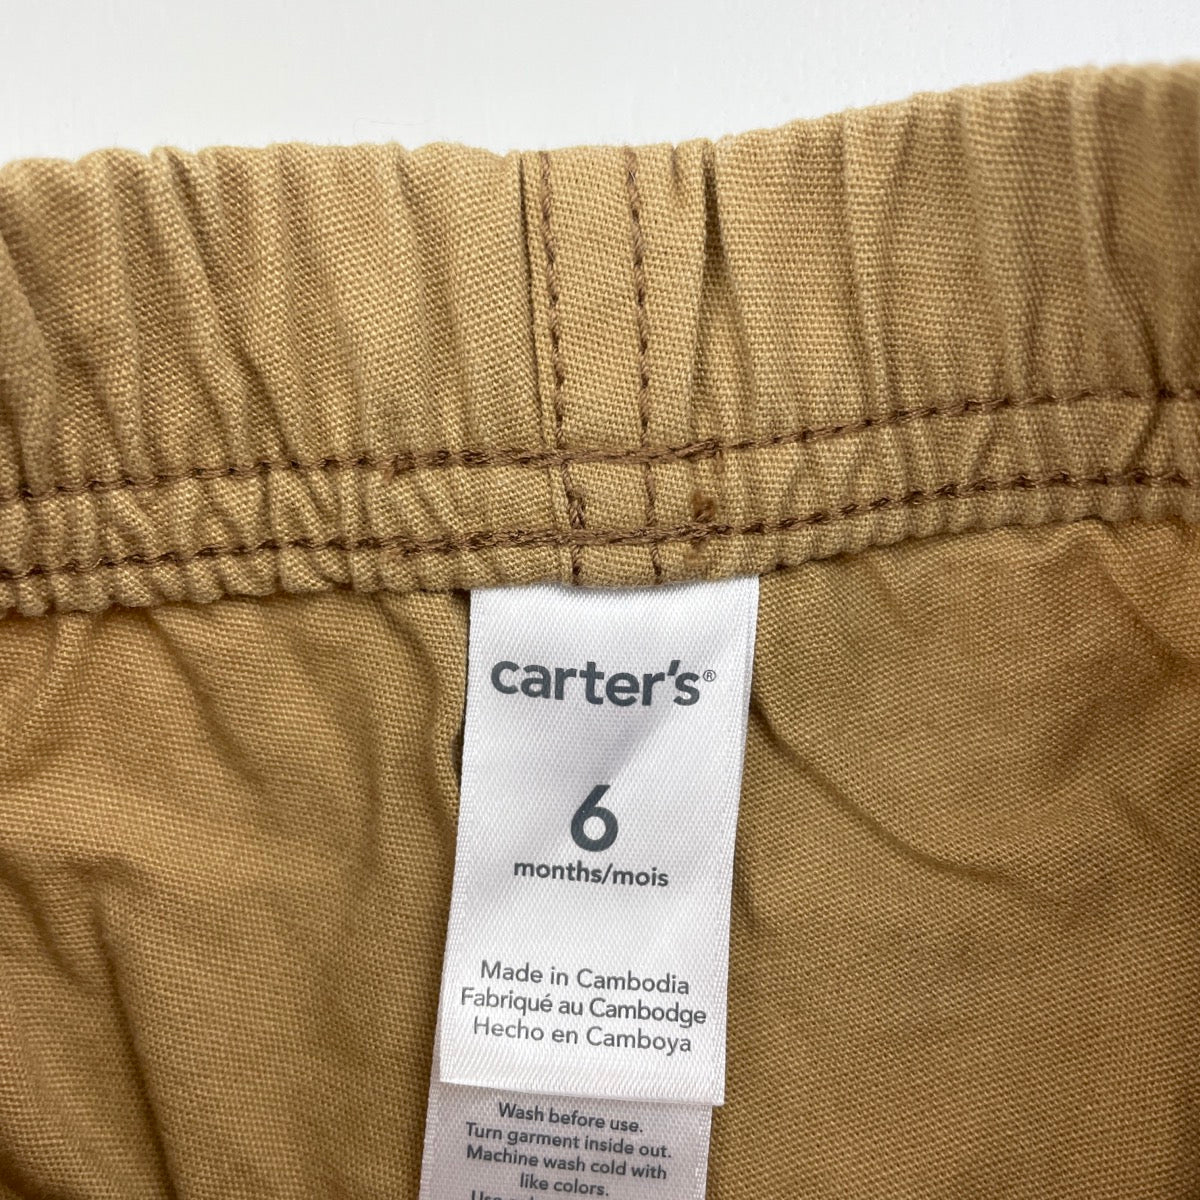 carter's®
6
months/mois
Made in Cambodia
Fabriqué au Cambodge
Hecho en Camboya
Wash before use.
Turn garment inside out.
Machine wash cold with
like colors.